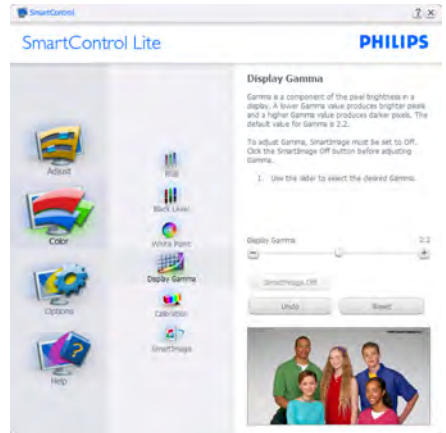 SmartControl
SmartControl Lite
PHILIPS
Adjust
Color
Options
Help
RGB
Black Level
White Point
Display Gamma
Calibration
SmartImage
Display Gamma
Gamma is a component of the pixel brightness in a
display. A lower Gamma value produces brighter pixels
and a higher Gamma value produces darker pixels. The
default value for Gamma is 2.2.
To adjust Gamma, SmartImage must be set to Off.
Click the SmartImage Off button before adjusting
Gamma.
1. Use the slider to select the desired Gamma.
Display Gamma 2.2
SmartImage Off
Undo Reset